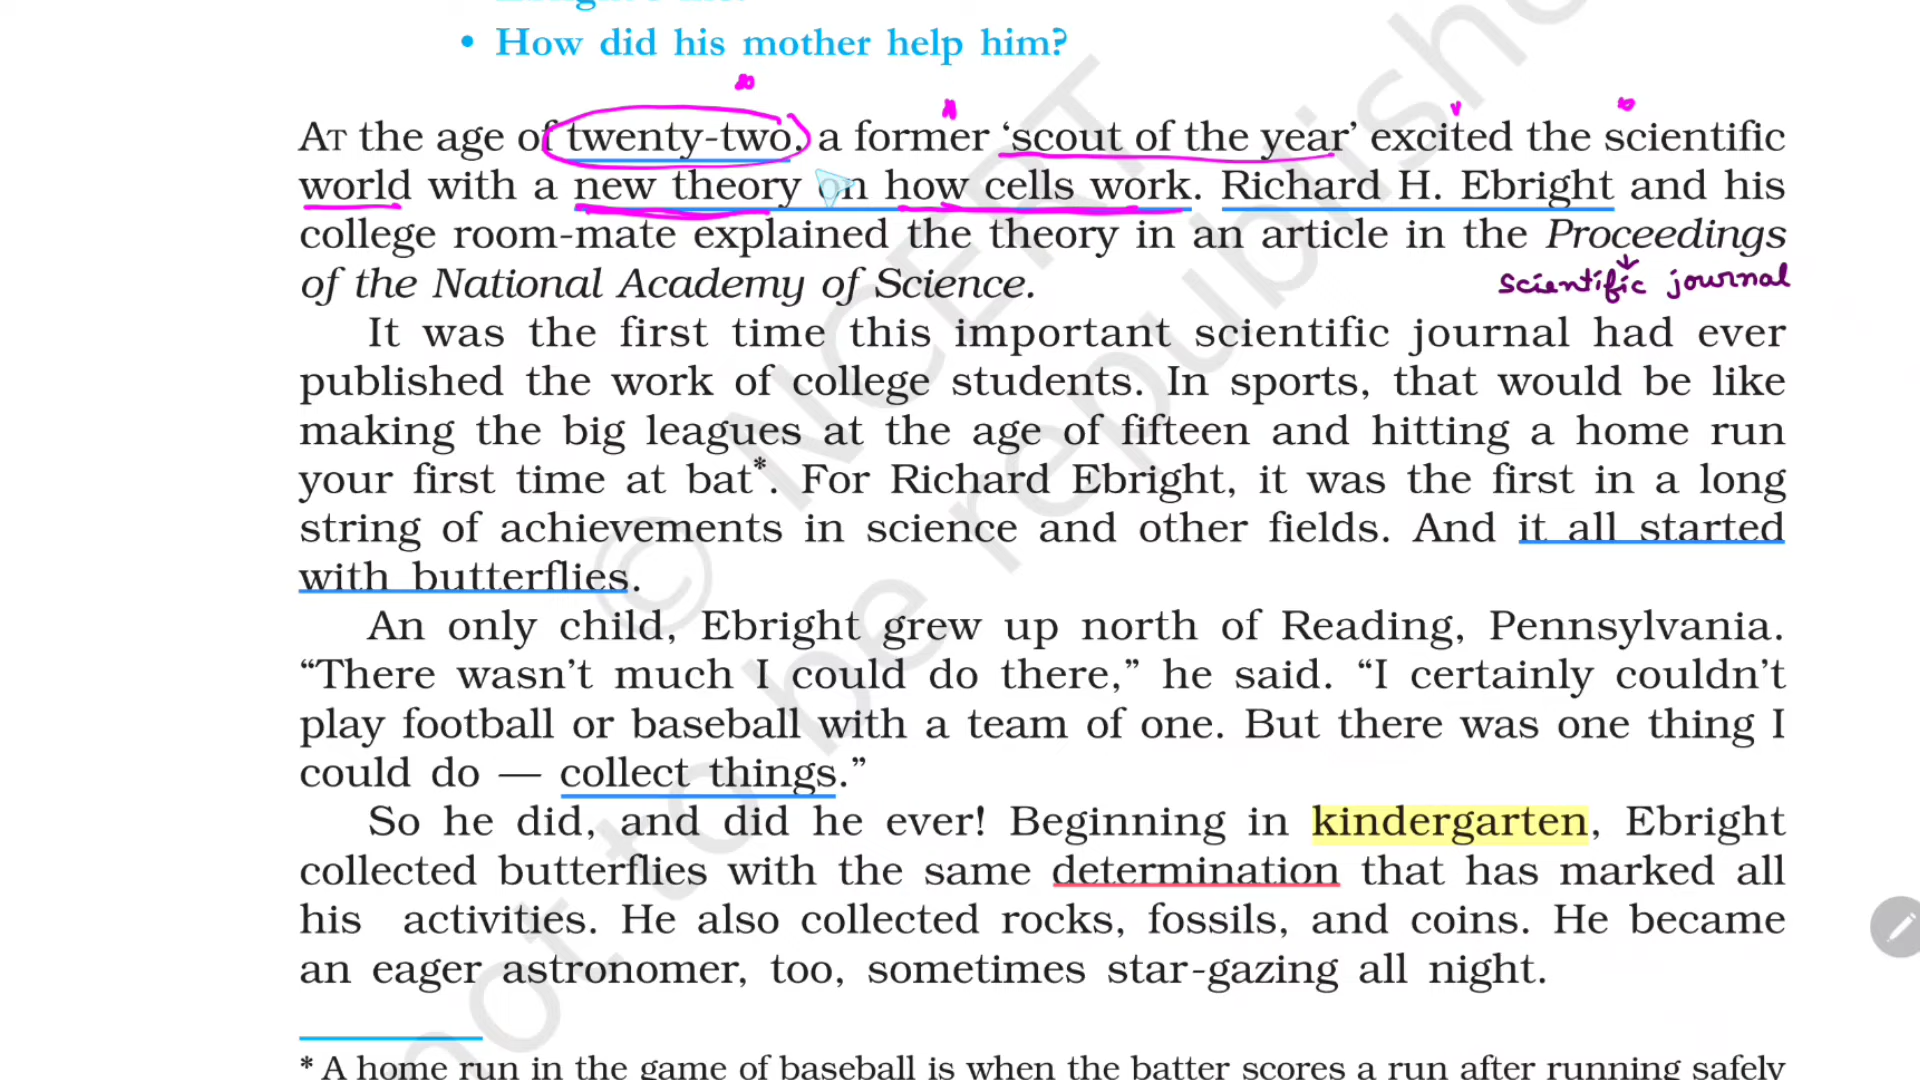 • How did his mother help him?
AT the age of twenty-two, a former ‘scout of the year’ excited the scientific
world with a new theory on how cells work. Richard H. Ebright and his
college room-mate explained the theory in an article in the Proceedings
of the National Academy of Science.
scientific journal
It was the first time this important scientific journal had ever
published the work of college students. In sports, that would be like
making the big leagues at the age of fifteen and hitting a home run
your first time at bat*. For Richard Ebright, it was the first in a long
string of achievements in science and other fields. And it all started
with butterflies.
An only child, Ebright grew up north of Reading, Pennsylvania.
“There wasn’t much I could do there,” he said. “I certainly couldn’t
play football or baseball with a team of one. But there was one thing I
could do — collect things.”
So he did, and did he ever! Beginning in kindergarten, Ebright
collected butterflies with the same determination that has marked all
his activities. He also collected rocks, fossils, and coins. He became
an eager astronomer, too, sometimes star-gazing all night.
* A home run in the game of baseball is when the batter scores a run after running safely
© NCERT
not to be republished